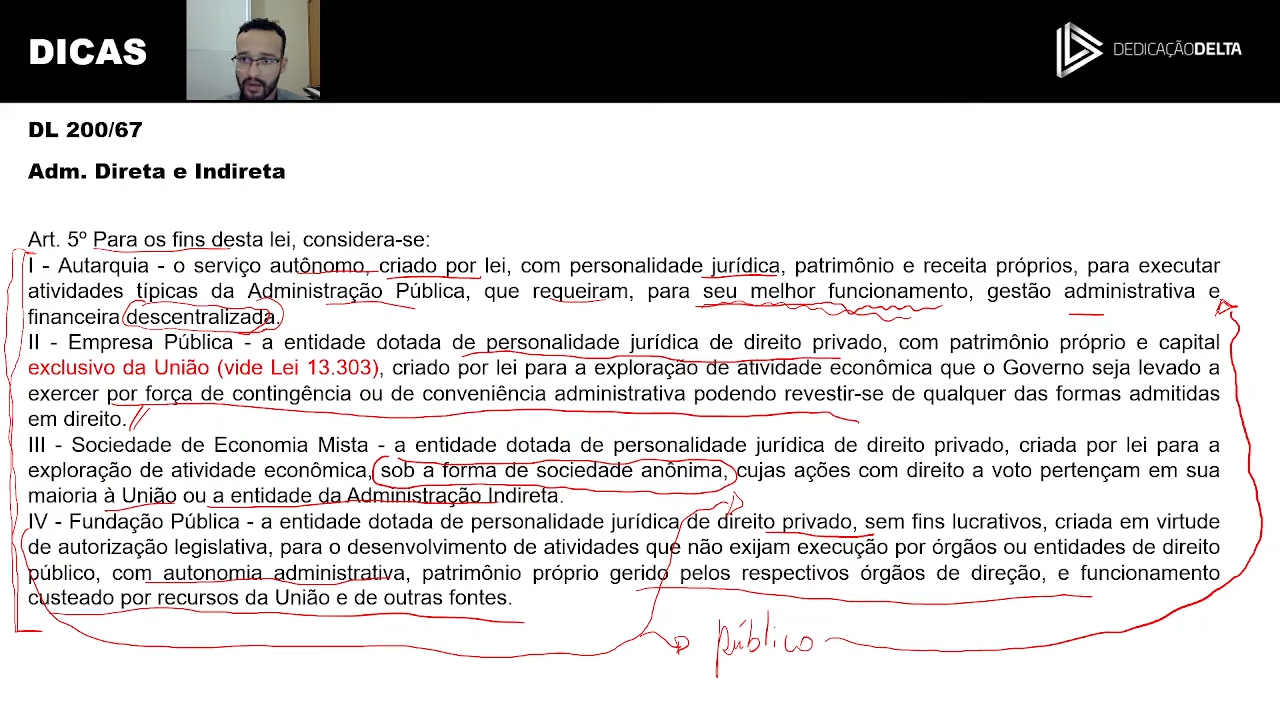 DICAS
DEDICAÇÃODELTA
DL 200/67
Adm. Direta e Indireta
Art. 5º Para os fins desta lei, considera-se:
I - Autarquia - o serviço autônomo, criado por lei, com personalidade jurídica, patrimônio e receita próprios, para executar
atividades típicas da Administração Pública, que requeiram, para seu melhor funcionamento, gestão administrativa e
financeira descentralizada.
II - Empresa Pública - a entidade dotada de personalidade jurídica de direito privado, com patrimônio próprio e capital
exclusivo da União (vide Lei 13.303), criado por lei para a exploração de atividade econômica que o Governo seja levado a
exercer por força de contingência ou de conveniência administrativa podendo revestir-se de qualquer das formas admitidas
em direito.
III - Sociedade de Economia Mista - a entidade dotada de personalidade jurídica de direito privado, criada por lei para a
exploração de atividade econômica, sob a forma de sociedade anônima, cujas ações com direito a voto pertençam em sua
maioria à União ou a entidade da Administração Indireta.
IV - Fundação Pública - a entidade dotada de personalidade jurídica de direito privado, sem fins lucrativos, criada em virtude
de autorização legislativa, para o desenvolvimento de atividades que não exijam execução por órgãos ou entidades de direito
público, com autonomia administrativa, patrimônio próprio gerido pelos respectivos órgãos de direção, e funcionamento
custeado por recursos da União e de outras fontes.
público